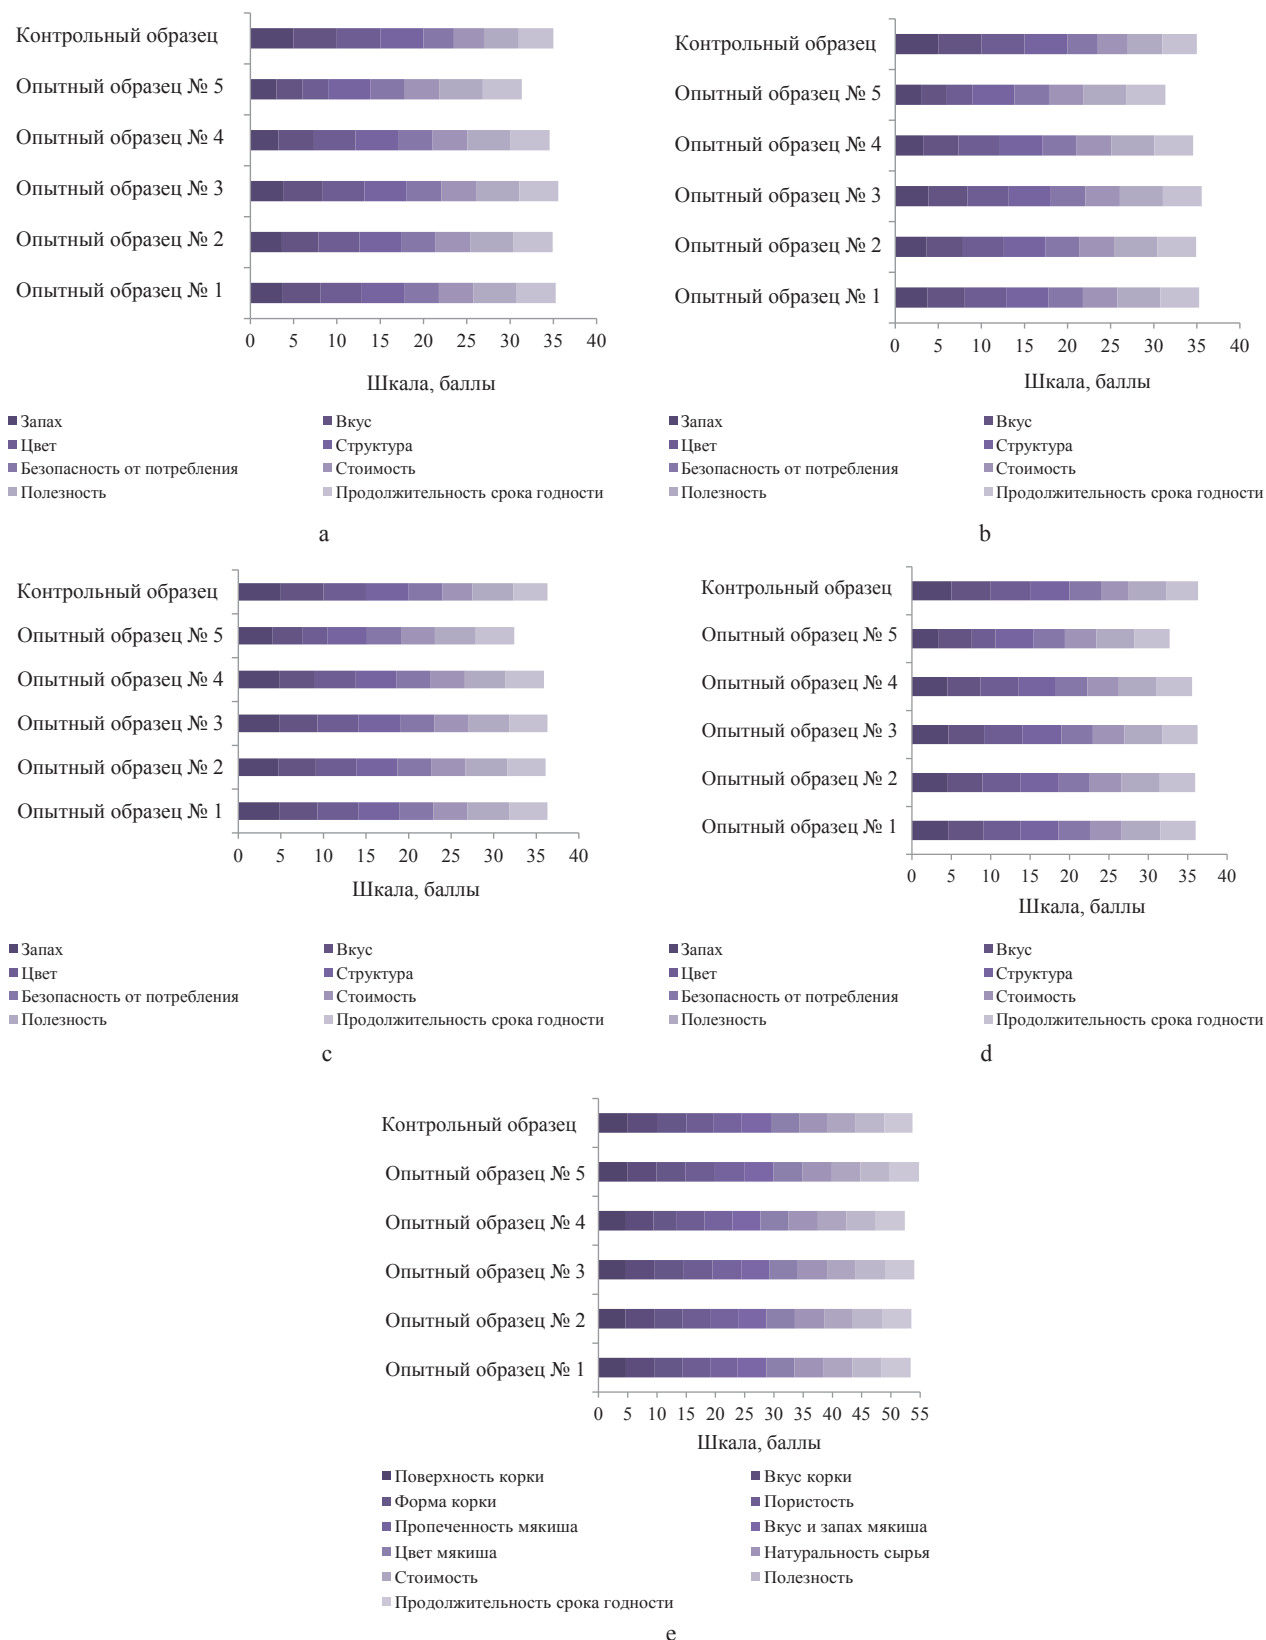 Контрольный образец
Опытный образец № 5
Опытный образец № 4
Опытный образец № 3
Опытный образец № 2
Опытный образец № 1
0 5 10 15 20 25 30 35 40
Шкала, баллы
Запах
Вкус
Цвет
Структура
Безопасность от потребления
Стоимость
Полезность
Продолжительность срока годности
a
Контрольный образец
Опытный образец № 5
Опытный образец № 4
Опытный образец № 3
Опытный образец № 2
Опытный образец № 1
0 5 10 15 20 25 30 35 40
Шкала, баллы
Запах
Вкус
Цвет
Структура
Безопасность от потребления
Стоимость
Полезность
Продолжительность срока годности
b
Контрольный образец
Опытный образец № 5
Опытный образец № 4
Опытный образец № 3
Опытный образец № 2
Опытный образец № 1
0 5 10 15 20 25 30 35 40
Шкала, баллы
Запах
Вкус
Цвет
Структура
Безопасность от потребления
Стоимость
Полезность
Продолжительность срока годности
c
Контрольный образец
Опытный образец № 5
Опытный образец № 4
Опытный образец № 3
Опытный образец № 2
Опытный образец № 1
0 5 10 15 20 25 30 35 40
Шкала, баллы
Запах
Вкус
Цвет
Структура
Безопасность от потребления
Стоимость
Полезность
Продолжительность срока годности
d
Контрольный образец
Опытный образец № 5
Опытный образец № 4
Опытный образец № 3
Опытный образец № 2
Опытный образец № 1
0 5 10 15 20 25 30 35 40 45 50 55
Шкала, баллы
Поверхность корки
Вкус корки
Форма корки
Пористость
Пропеченность мякиша
Вкус и запах мякиша
Цвет мякиша
Натуральность сырья
Стоимость
Полезность
Продолжительность срока годности
e